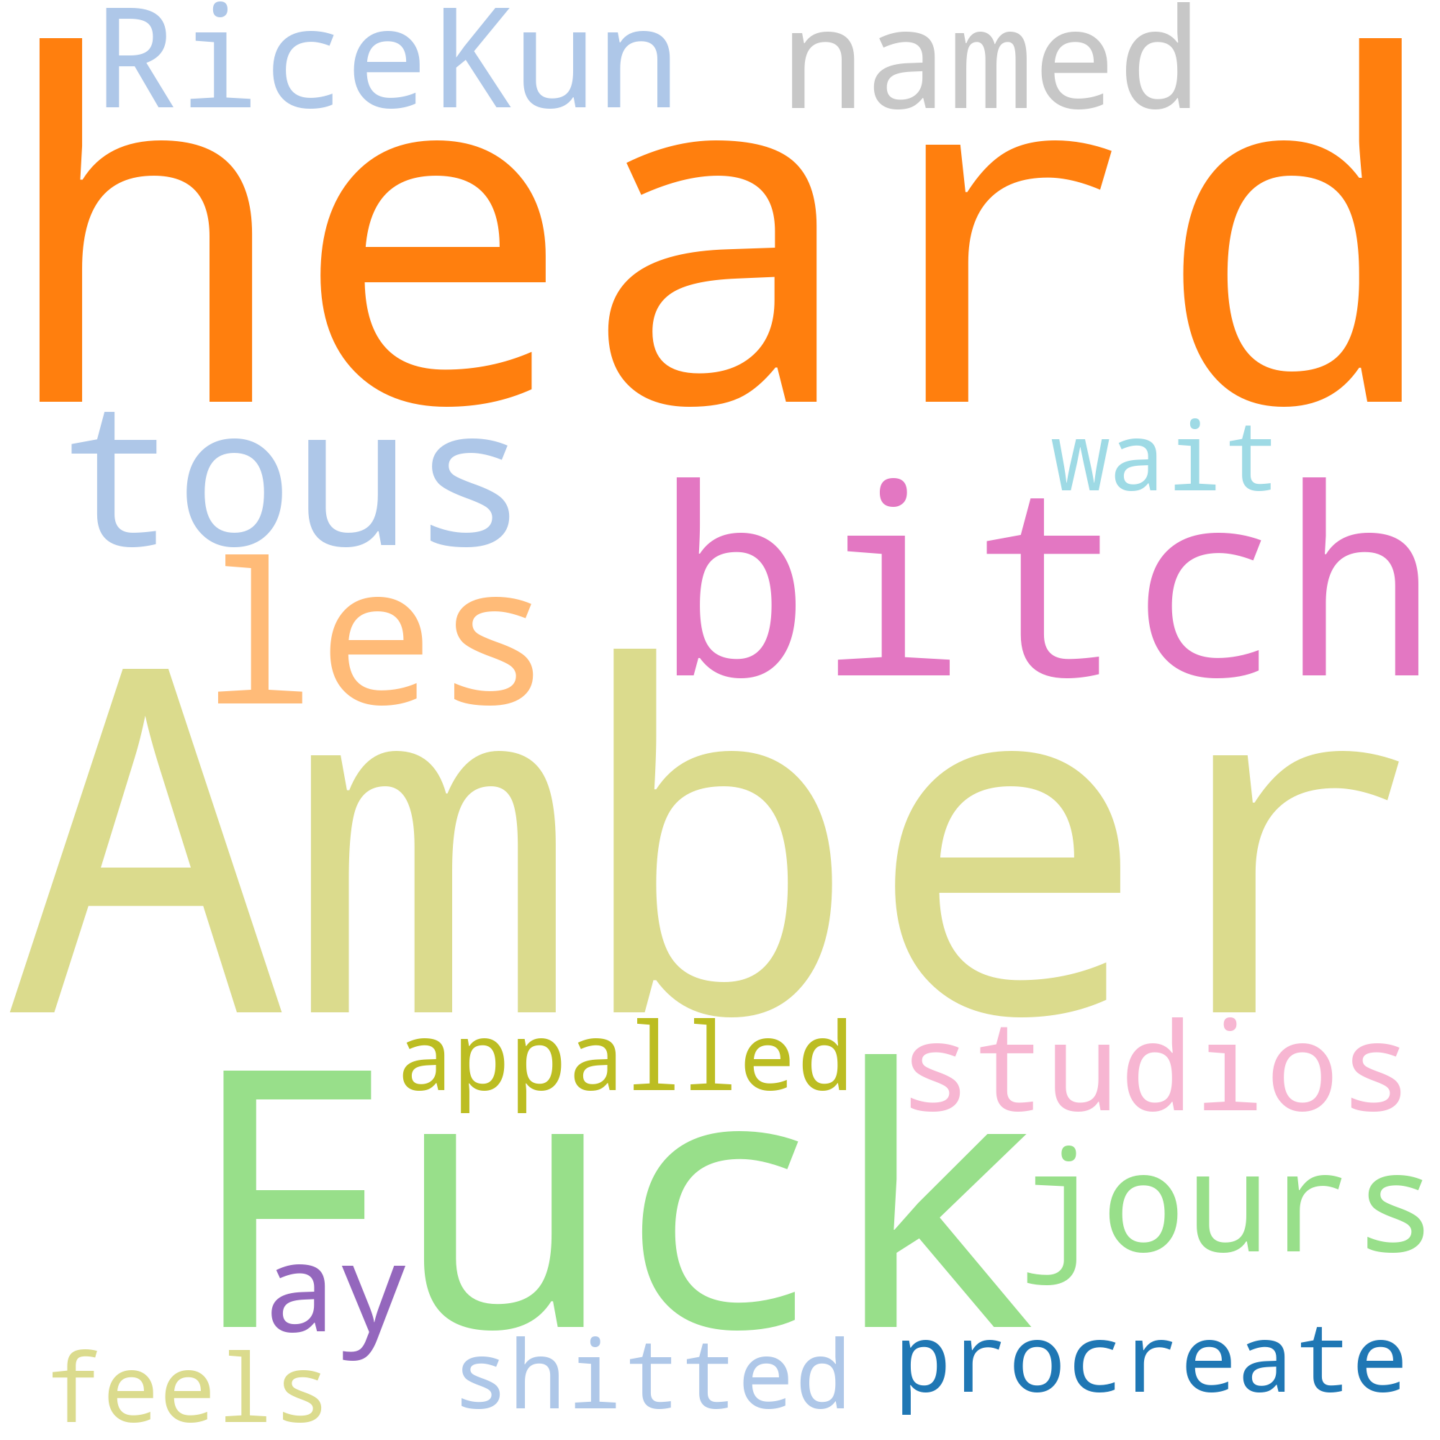 RiceKun named
heard
tous wait
bitch
les
Amber
appalled studios
Fuck
jours
ay
feels shitted procreate